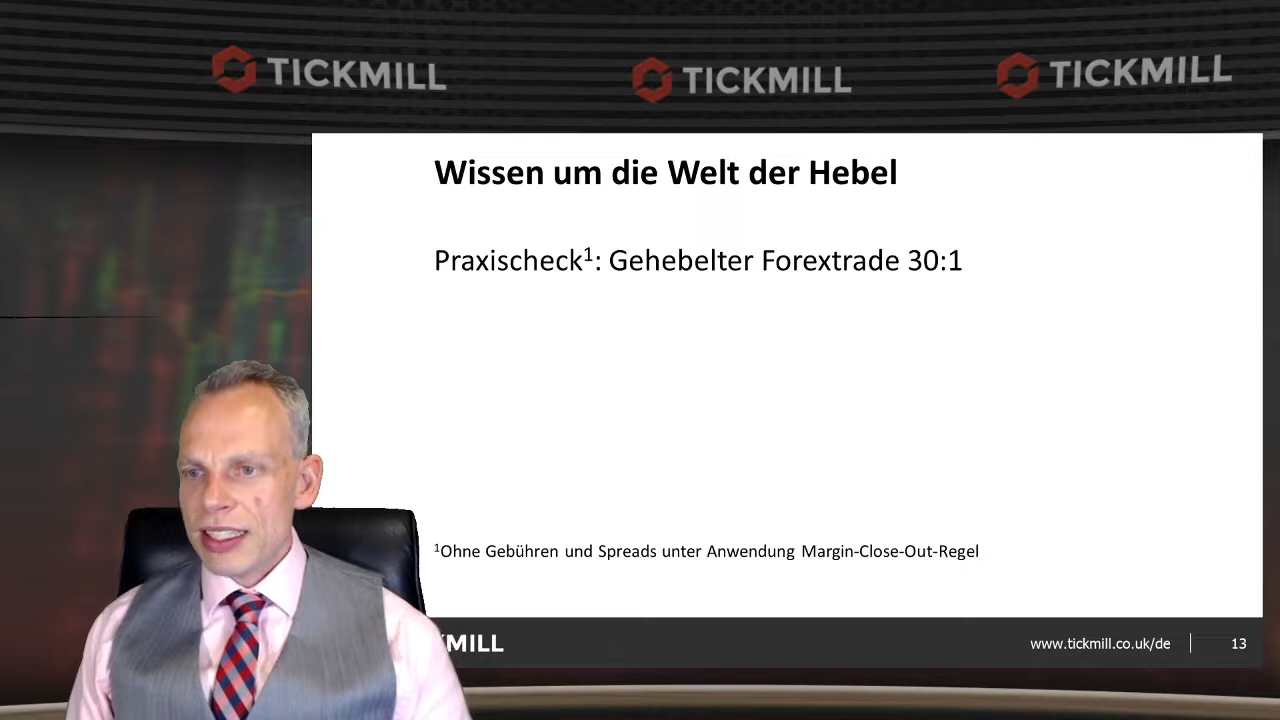 TICKMILL TICKMILL TICKMILL
Wissen um die Welt der Hebel
Praxischeck¹: Gehebelter Forextrade 30:1
¹Ohne Gebühren und Spreads unter Anwendung Margin-Close-Out-Regel
KMILL www.tickmill.co.uk/de 13